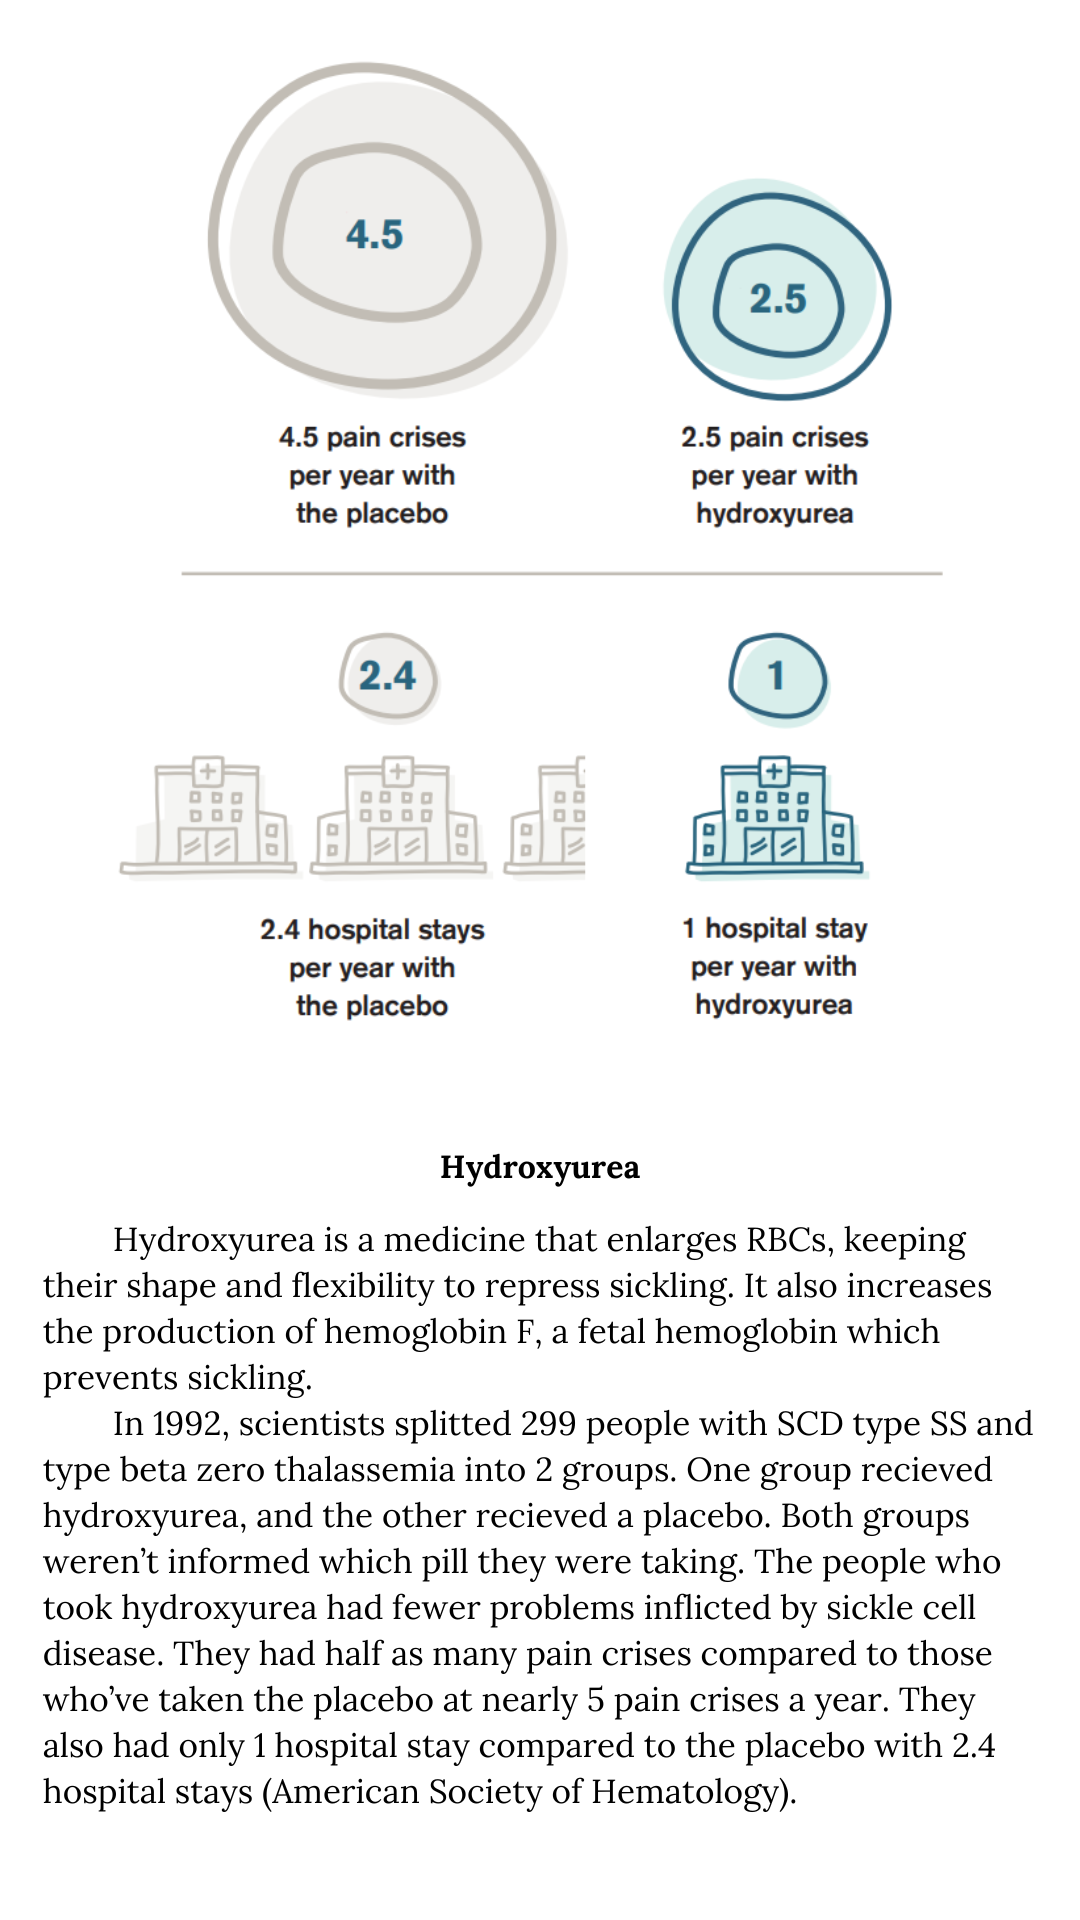 4.5
2.5
4.5 pain crises
per year with
the placebo
2.5 pain crises
per year with
hydroxyurea
2.4
1
2.4 hospital stays
per year with
the placebo
1 hospital stay
per year with
hydroxyurea
Hydroxyurea
Hydroxyurea is a medicine that enlarges RBCs, keeping
their shape and flexibility to repress sickling. It also increases
the production of hemoglobin F, a fetal hemoglobin which
prevents sickling.
In 1992, scientists splitted 299 people with SCD type SS and
type beta zero thalassemia into 2 groups. One group recieved
hydroxyurea, and the other recieved a placebo. Both groups
weren't informed which pill they were taking. The people who
took hydroxyurea had fewer problems inflicted by sickle cell
disease. They had half as many pain crises compared to those
who've taken the placebo at nearly 5 pain crises a year. They
also had only 1 hospital stay compared to the placebo with 2.4
hospital stays (American Society of Hematology).